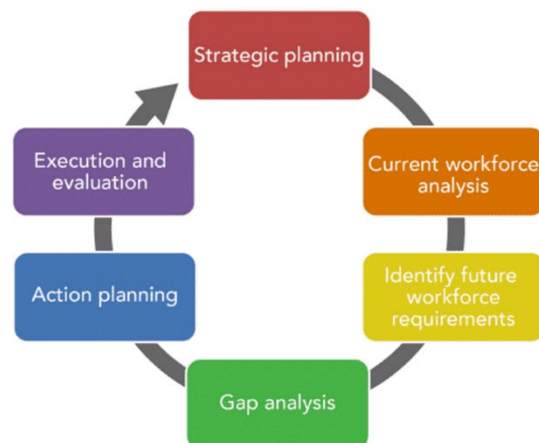 Strategic planning
Current workforce
analysis
Identify future
workforce
requirements
Gap analysis
Action planning
Execution and
evaluation